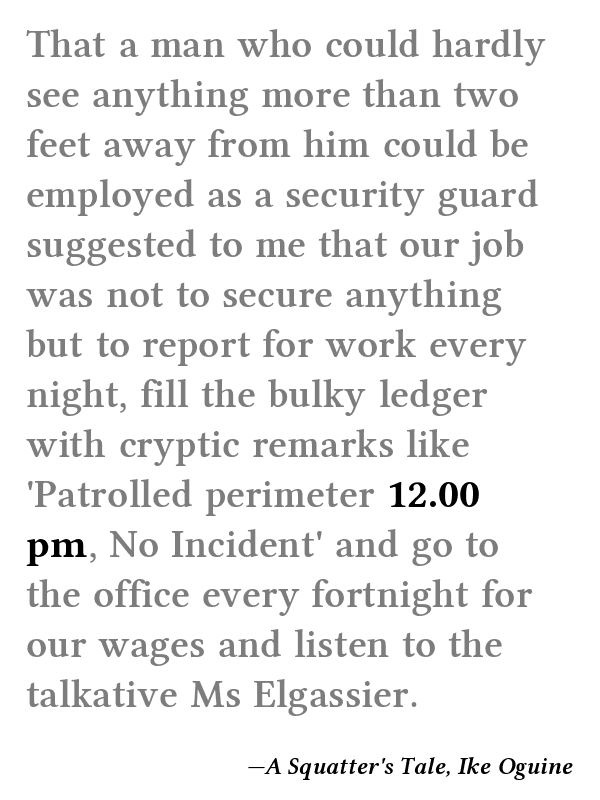 That a man who could hardly
see anything more than two
feet away from him could be
employed as a security guard
suggested to me that our job
was not to secure anything
but to report for work every
night, fill the bulky ledger
with cryptic remarks like
'Patrolled perimeter 12.00
pm, No Incident' and go to
the office every fortnight for
our wages and listen to the
talkative Ms Elgassier.
—A Squatter's Tale, Ike Oguine